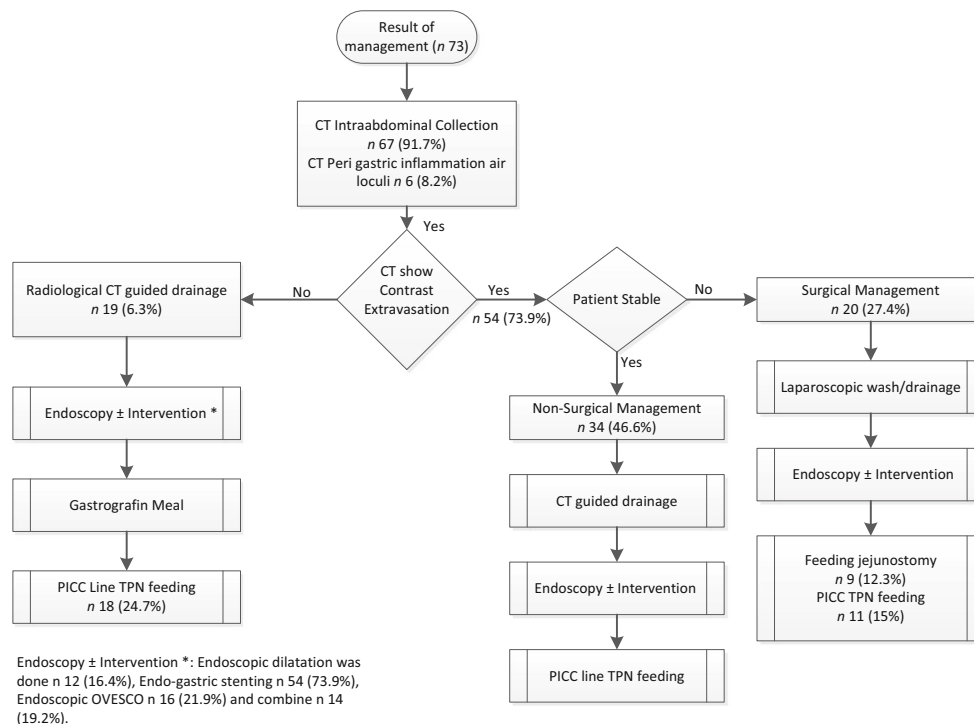 Result of
management (n 73)
CT Intraabdominal Collection
n 67 (91.7%)
CT Peri gastric inflammation air
loculi n 6 (8.2%)
Yes
CT show
Contrast
Extravasation
No
Yes
n 54 (73.9%)
Radiological CT guided drainage
n 19 (6.3%)
Endoscopy ± Intervention *
Gastrografin Meal
PICC Line TPN feeding
n 18 (24.7%)
Patient Stable
No
Yes
Non-Surgical Management
n 34 (46.6%)
CT guided drainage
Endoscopy ± Intervention
PICC line TPN feeding
Surgical Management
n 20 (27.4%)
Laparoscopic wash/drainage
Endoscopy ± Intervention
Feeding jejunostomy
n 9 (12.3%)
PICC TPN feeding
n 11 (15%)
Endoscopy ± Intervention *: Endoscopic dilatation was
done n 12 (16.4%), Endo-gastric stenting n 54 (73.9%),
Endoscopic OVESCO n 16 (21.9%) and combine n 14
(19.2%).